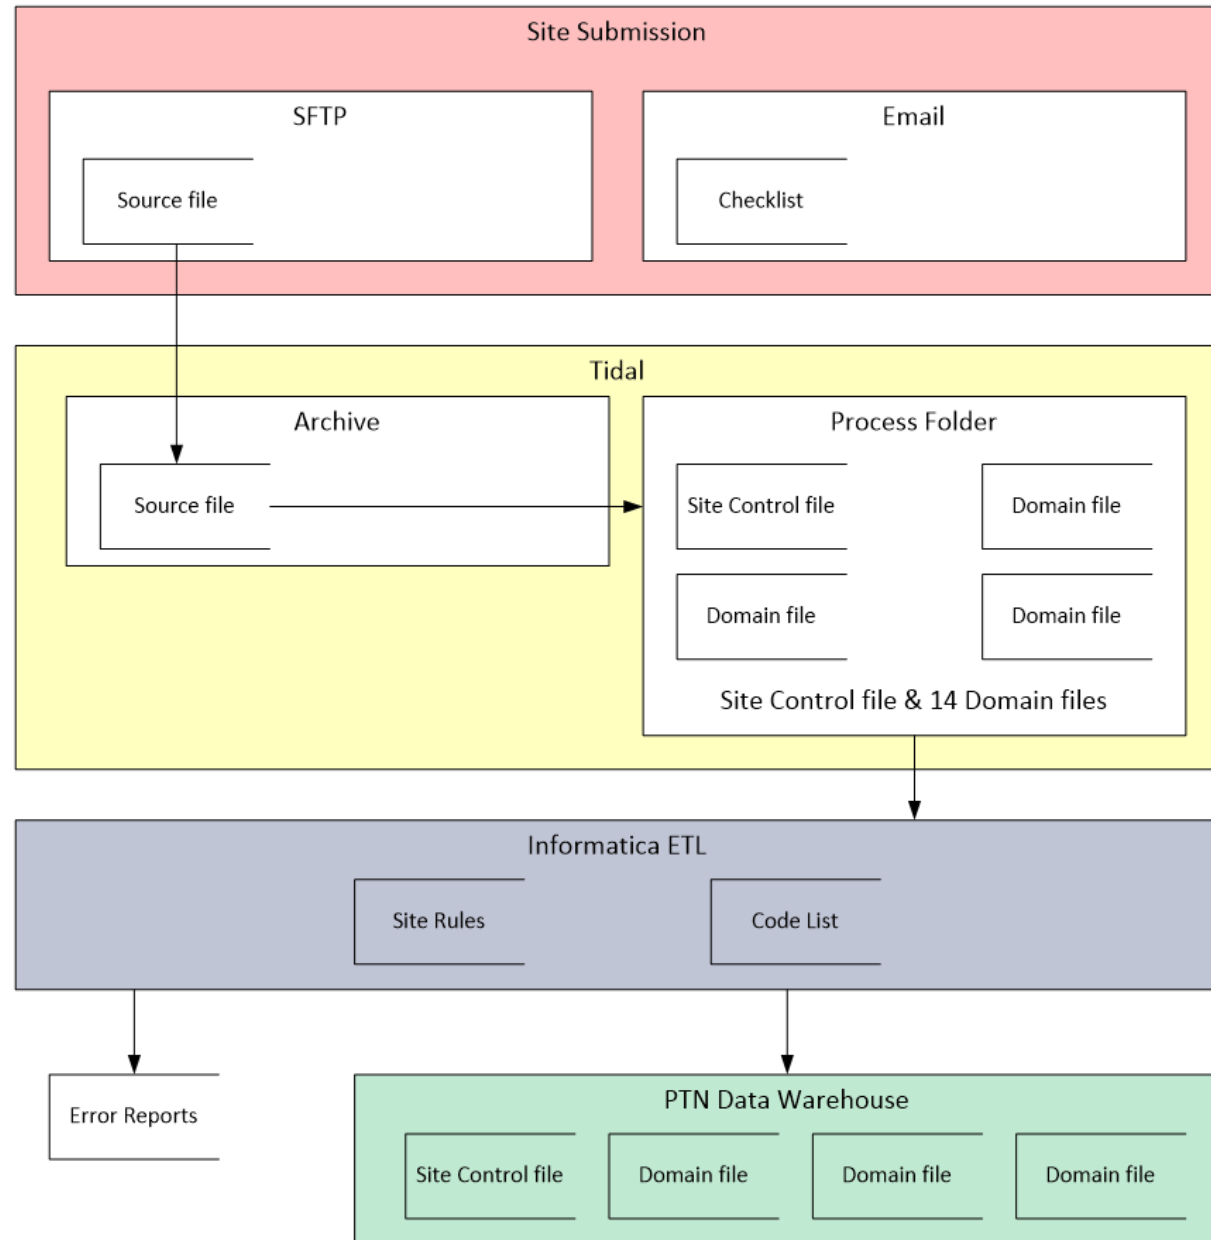 Site Submission
SFTP
Source file
Email
Checklist
Tidal
Archive
Source file
Process Folder
Site Control file
Domain file
Domain file
Domain file
Site Control file & 14 Domain files
Informatica ETL
Site Rules
Code List
Error Reports
PTN Data Warehouse
Site Control file
Domain file
Domain file
Domain file